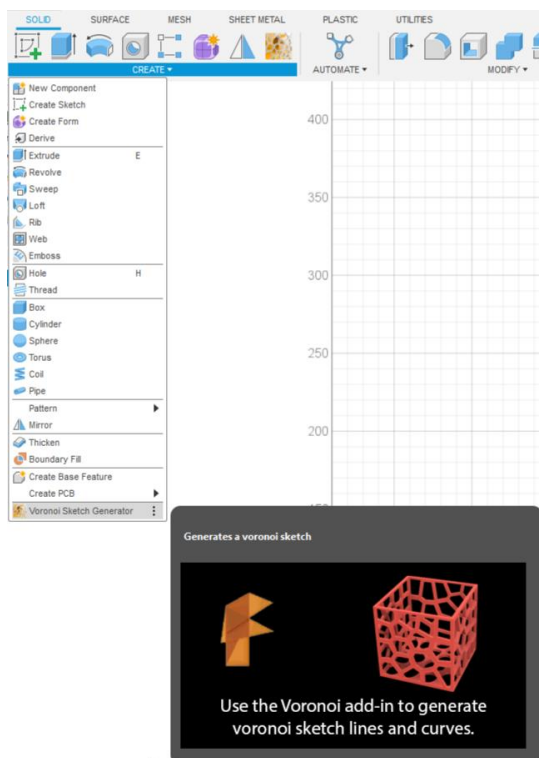 SOLID SURFACE MESH SHEET METAL PLASTIC UTILITIES
CREATE AUTOMATE MODIFY
New Component
Create Sketch
Create Form
Derive
Extrude E
Revolve
Sweep
Loft
Rib
Web
Emboss
Hole H
Thread
Box
Cylinder
Sphere
Torus
Coil
Pipe
Pattern
Mirror
Thicken
Boundary Fill
Create Base Feature
Create PCB
Voronoi Sketch Generator
400
350
300
250
200
Generates a voronoi sketch
Use the Voronoi add-in to generate
voronoi sketch lines and curves.